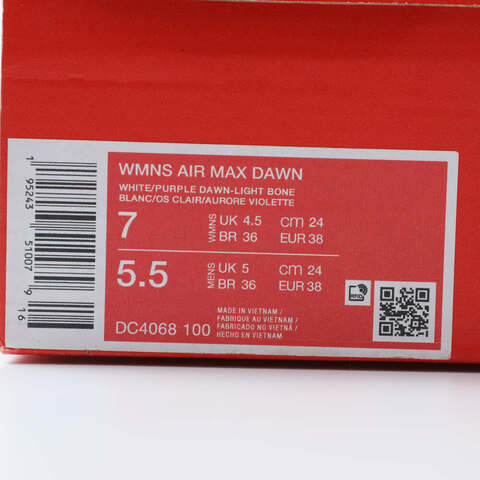 WMNS AIR MAX DAWN
WHITE/PURPLE DAWN-LIGHT BONE
BLANC/OS CLAIR/AURORE VIOLETTE
7 WMNS UK 4.5 CM 24
BR 36 EUR 38
5.5 MENS UK 5 CM 24
BR 36 EUR 38
MADE IN VIETNAM /
FABRIQUE AU VIETNAM /
FABRICADO NO VIETNÃ /
HECHO EN VIETNAM
DC4068 100
RFID
1 95243 51007 9 16